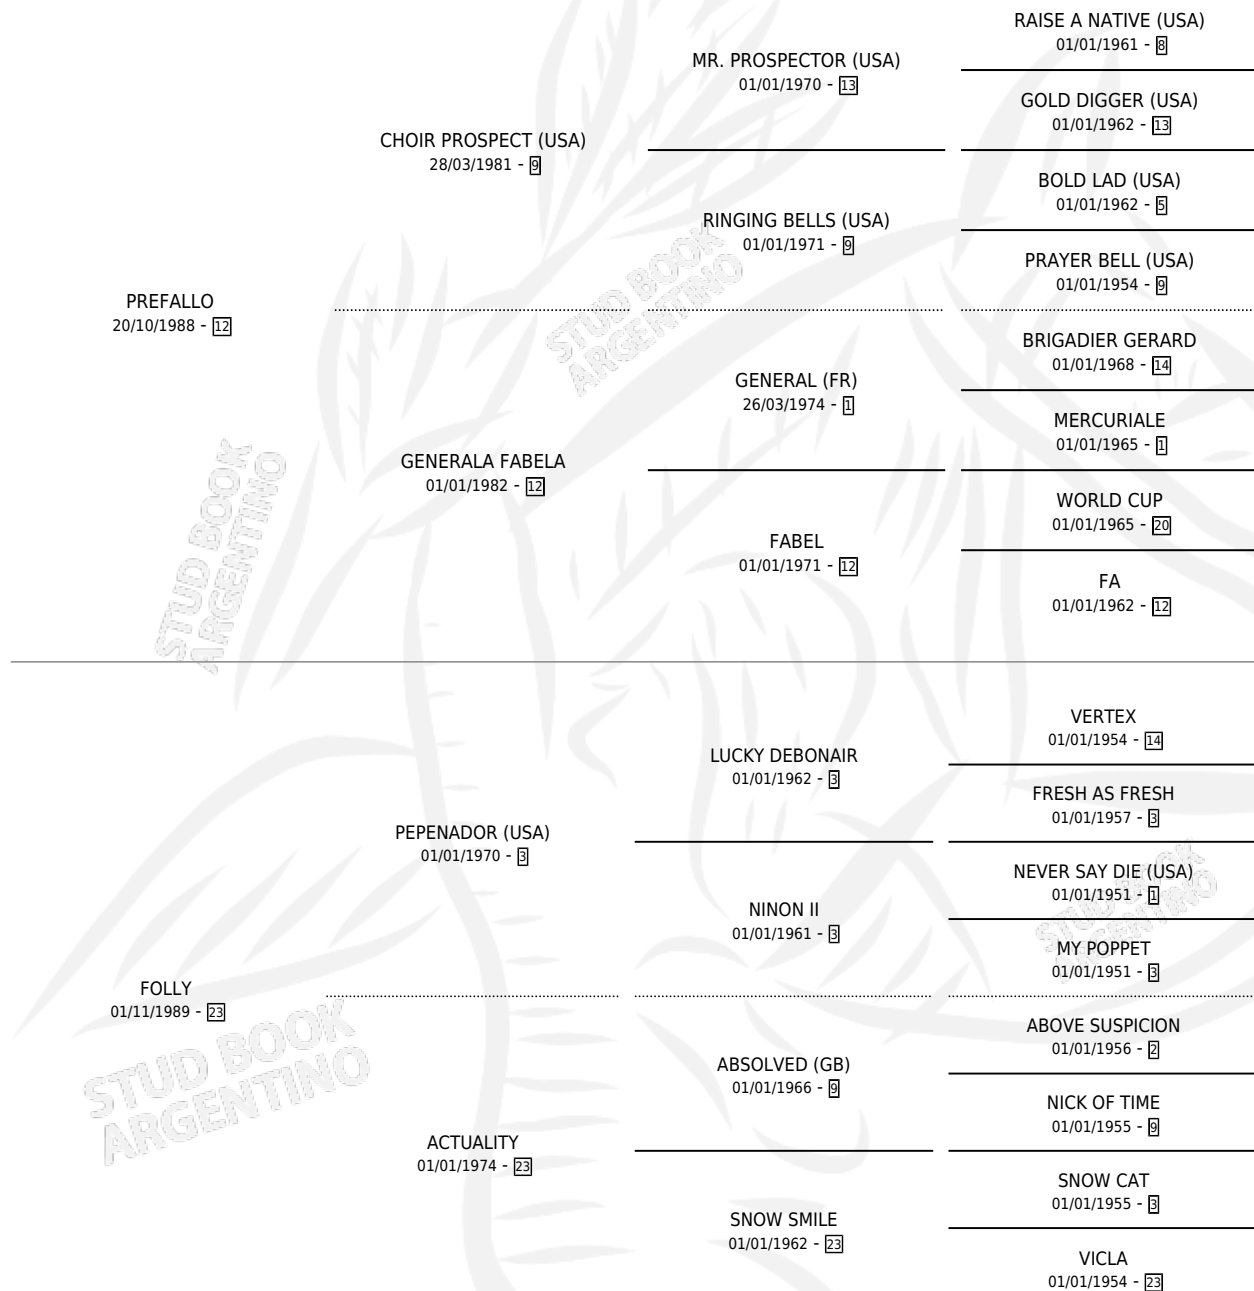 RAISE A NATIVE (USA)
01/01/1961 - 8
MR. PROSPECTOR (USA)
01/01/1970 - 13
GOLD DIGGER (USA)
01/01/1962 - 13
CHOIR PROSPECT (USA)
28/03/1981 - 9
BOLD LAD (USA)
01/01/1962 - 5
RINGING BELLS (USA)
01/01/1971 - 9
PRAYER BELL (USA)
01/01/1954 - 9
PREFALLO
20/10/1988 - 12
BRIGADIER GERARD
01/01/1968 - 14
GENERAL (FR)
26/03/1974 - 1
MERCURIALE
01/01/1965 - 1
GENERALA FABELA
01/01/1982 - 12
WORLD CUP
01/01/1965 - 20
FABEL
01/01/1971 - 12
FA
01/01/1962 - 12
VERTEX
01/01/1954 - 14
LUCKY DEBONAIR
01/01/1962 - 3
FRESH AS FRESH
01/01/1957 - 3
PEPENADOR (USA)
01/01/1970 - 3
NEVER SAY DIE (USA)
01/01/1951 - 1
NINON II
01/01/1961 - 3
MY POPPET
01/01/1951 - 3
FOLLY
01/11/1989 - 23
ABOVE SUSPICION
01/01/1956 - 2
ABSOLVED (GB)
01/01/1966 - 9
NICK OF TIME
01/01/1955 - 9
ACTUALITY
01/01/1974 - 23
SNOW CAT
01/01/1955 - 3
SNOW SMILE
01/01/1962 - 23
VICLA
01/01/1954 - 23
STUD BOOK
ARGENTINO
STUD BOOK
ARGENTINO
STUD BOOK
ARGENTINO
STUD BOOK
ARGENTINO